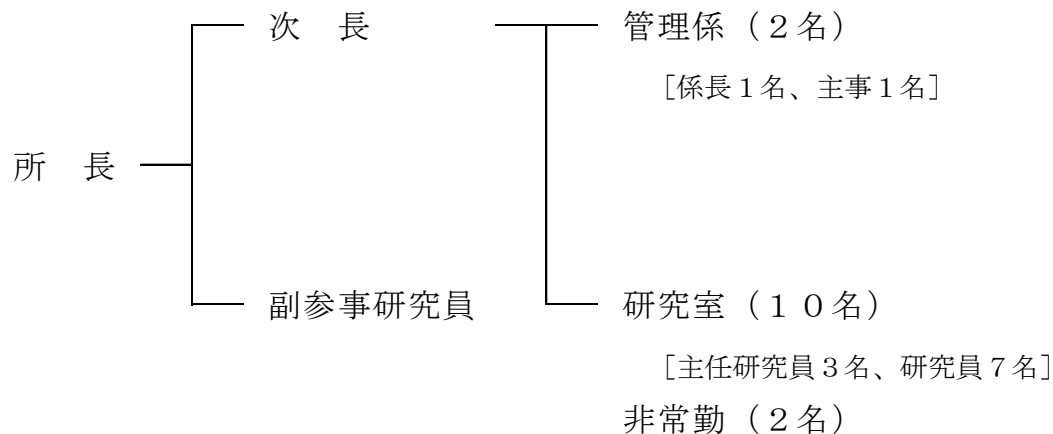 次　長
管理係（２名）
［係長１名、主事１名］
所　長
副参事研究員
研究室（１０名）
［主任研究員３名、研究員７名］
非常勤（２名）